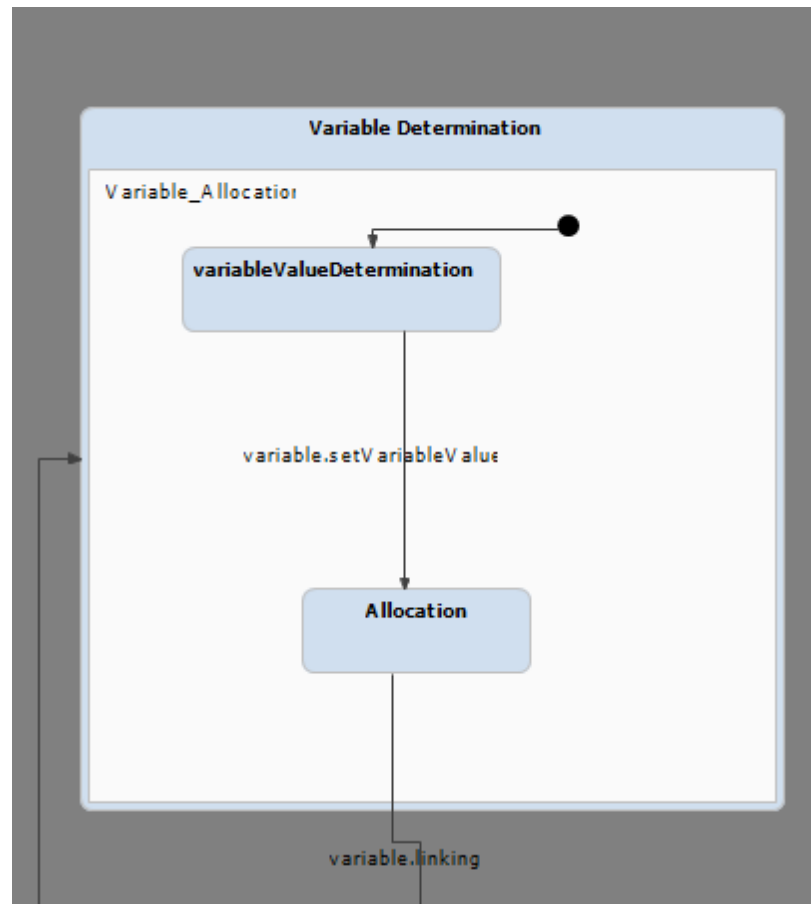 Variable Determination
Variable_Allocation
variableValueDetermination
variable.setVariableValue
Allocation
variable.linking